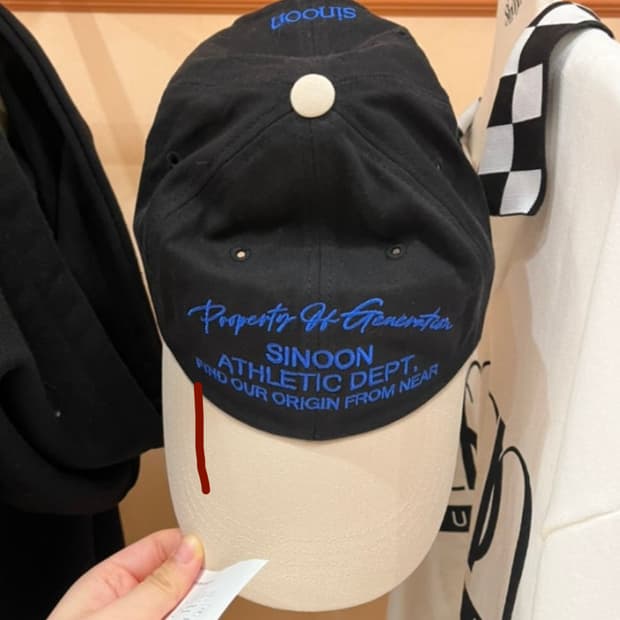 sinoon
Property Of Generation
SINOON
ATHLETIC DEPT,
FIND OUR ORIGIN FROM NEAR
U